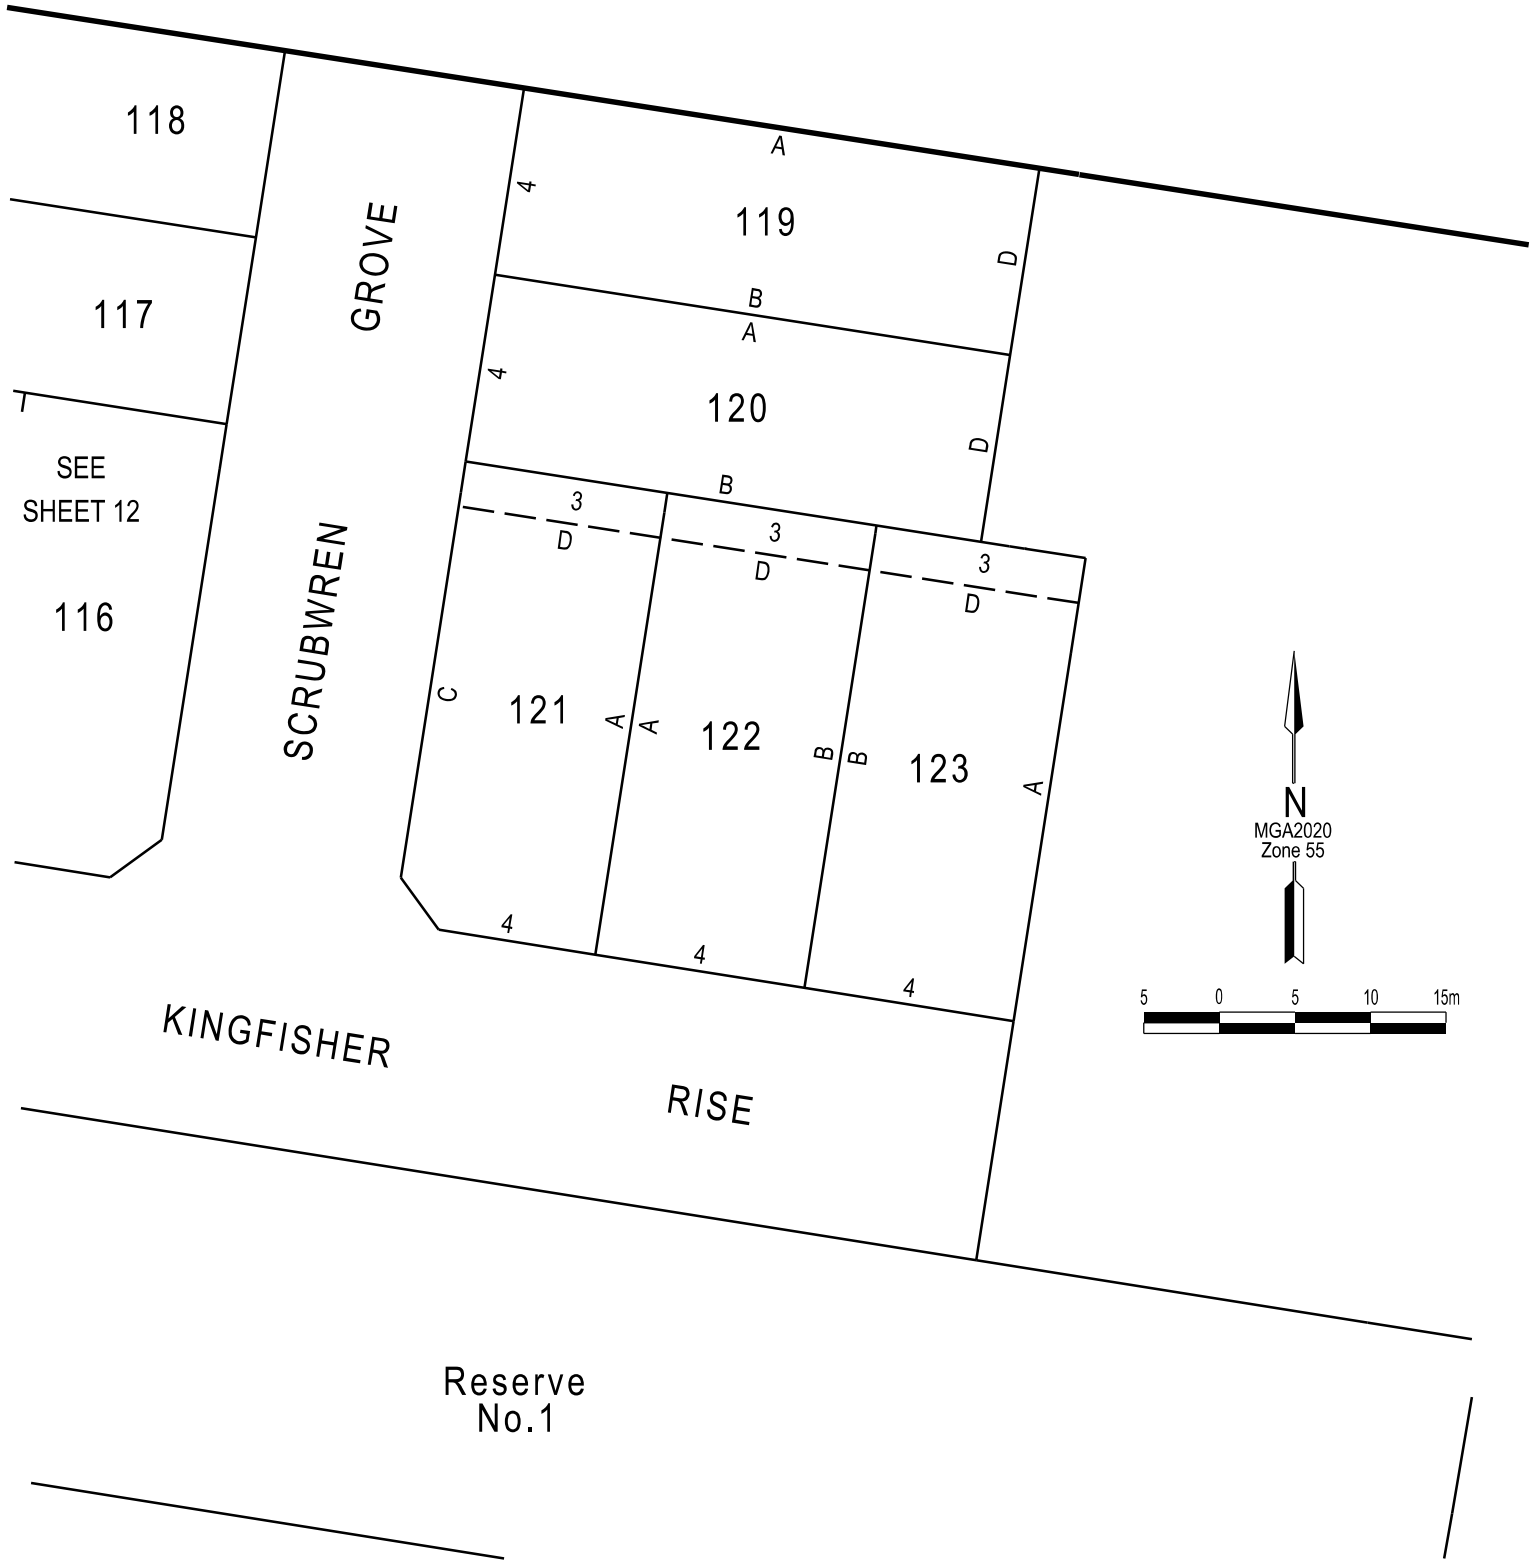 118
A
4
119
GROVE
D
117
B
A
4
120
D
SEE
SHEET 12
B
3
D
3
D
3
D
116
SCRUBWREN
C
121
A
A
122
B
B
123
A
N
MGA2020
Zone 55
4
4
4
5 0 5 10 15m
KINGFISHER
RISE
Reserve
No.1